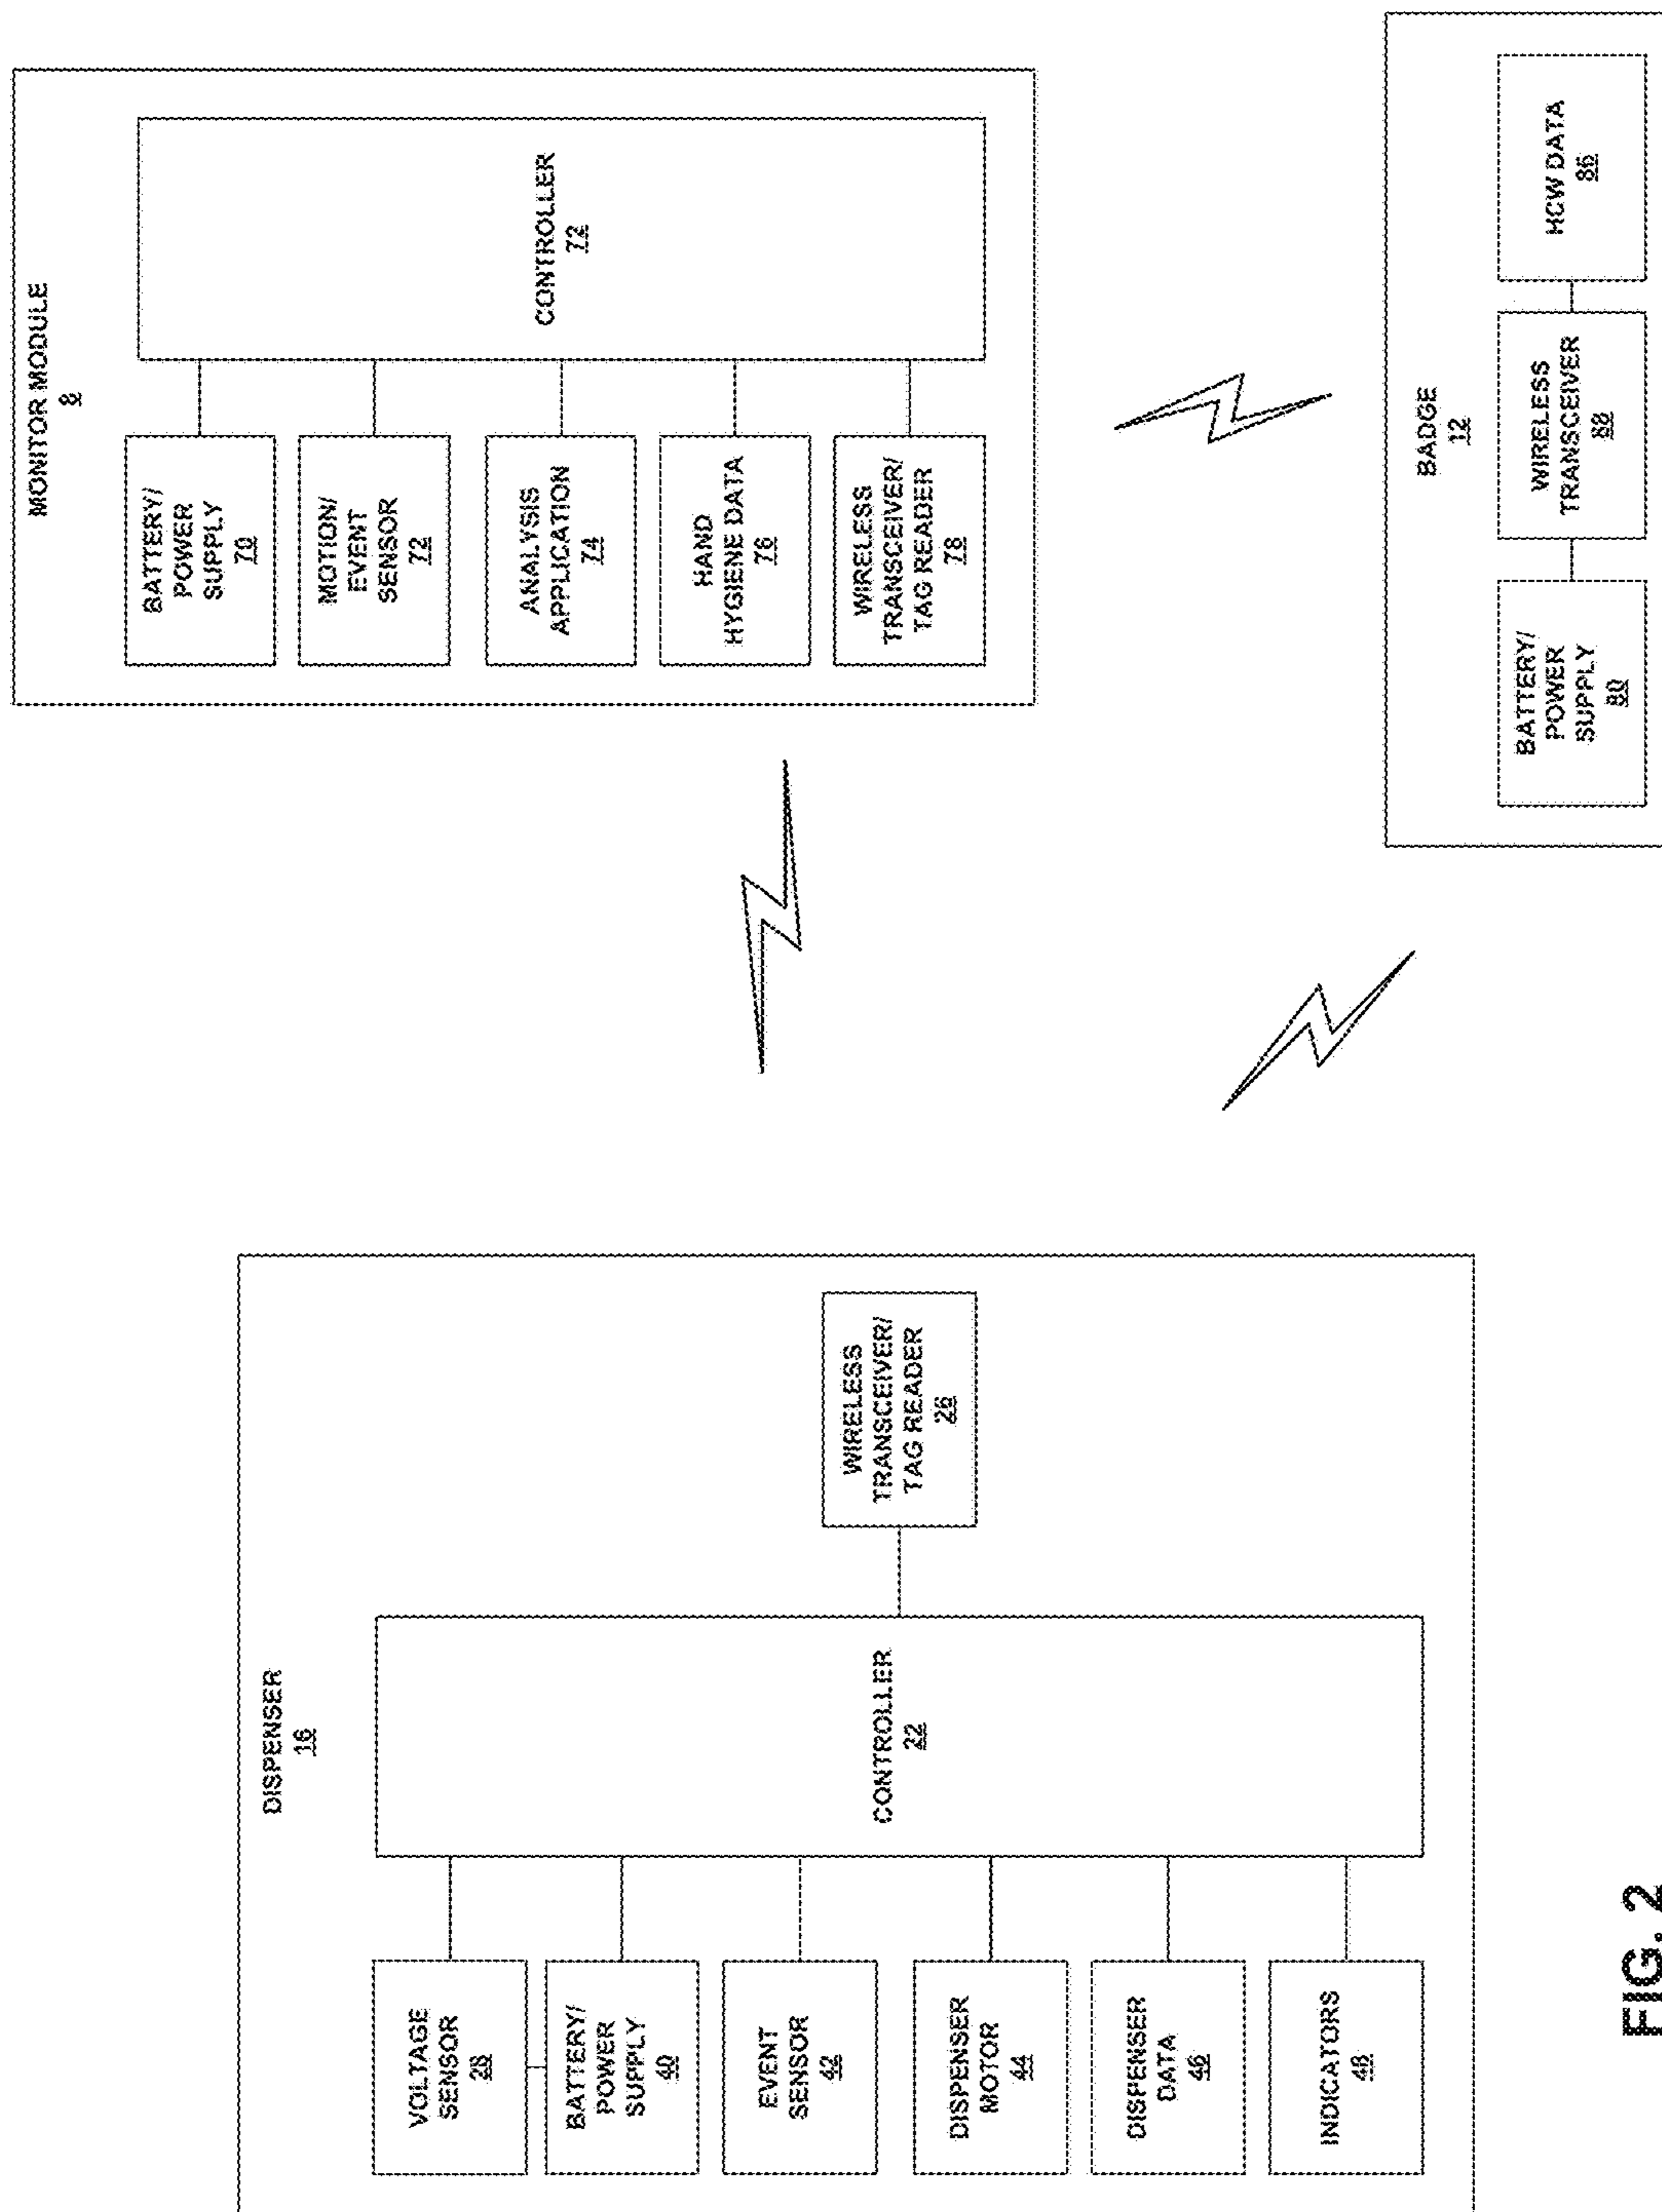 DISPENSER
16
VOLTAGE
SENSOR
28
BATTERY/
POWER
SUPPLY
40
EVENT
SENSOR
42
DISPENSER
MOTOR
44
DISPENSER
DATA
46
INDICATORS
48
CONTROLLER
22
WIRELESS
TRANSCEIVER/
TAG READER
26
MONITOR MODULE
8
BATTERY/
POWER
SUPPLY
70
MOTION/
EVENT
SENSOR
72
ANALYSIS
APPLICATION
74
HAND
HYGIENE DATA
76
WIRELESS
TRANSCEIVER/
TAG READER
78
CONTROLLER
72
BADGE
12
BATTERY/
POWER
SUPPLY
80
WIRELESS
TRANSCEIVER
88
HCW DATA
86
FIG. 2